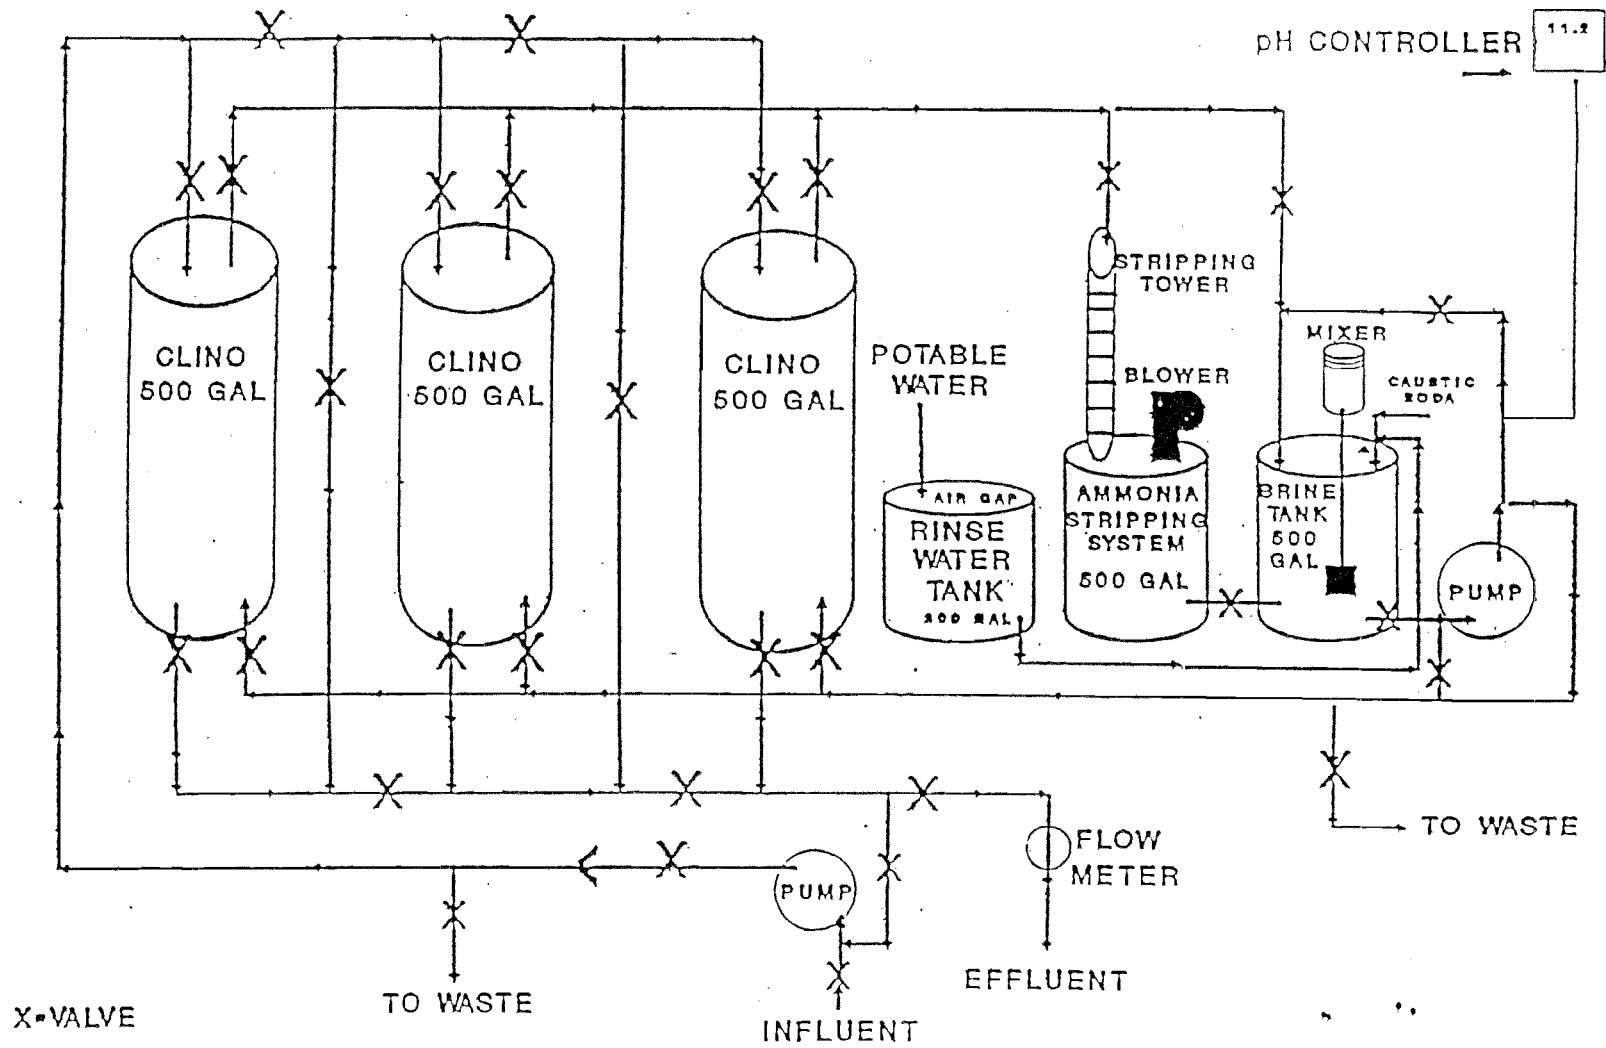 pH CONTROLLER
11.2
STRIPPING
TOWER
MIXER
CLINO
500 GAL
CLINO
500 GAL
CLINO
500 GAL
POTABLE
WATER
BLOWER
CAUSTIC
SODA
AIR GAP
RINSE
WATER
TANK
AMMONIA
STRIPPING
SYSTEM
500 GAL
BRINE
TANK
500
GAL
PUMP
GAL
TO WASTE
FLOW
METER
PUMP
EFFLUENT
TO WASTE
INFLUENT
X=VALVE